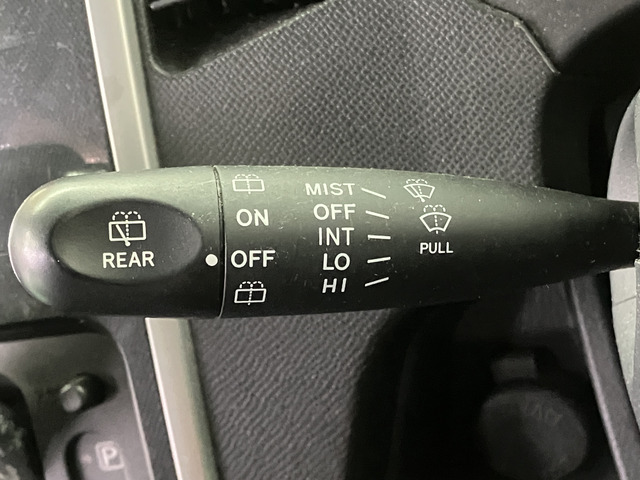 REAR
ON
OFF
MIST
OFF
INT
LO
HI
PULL
P